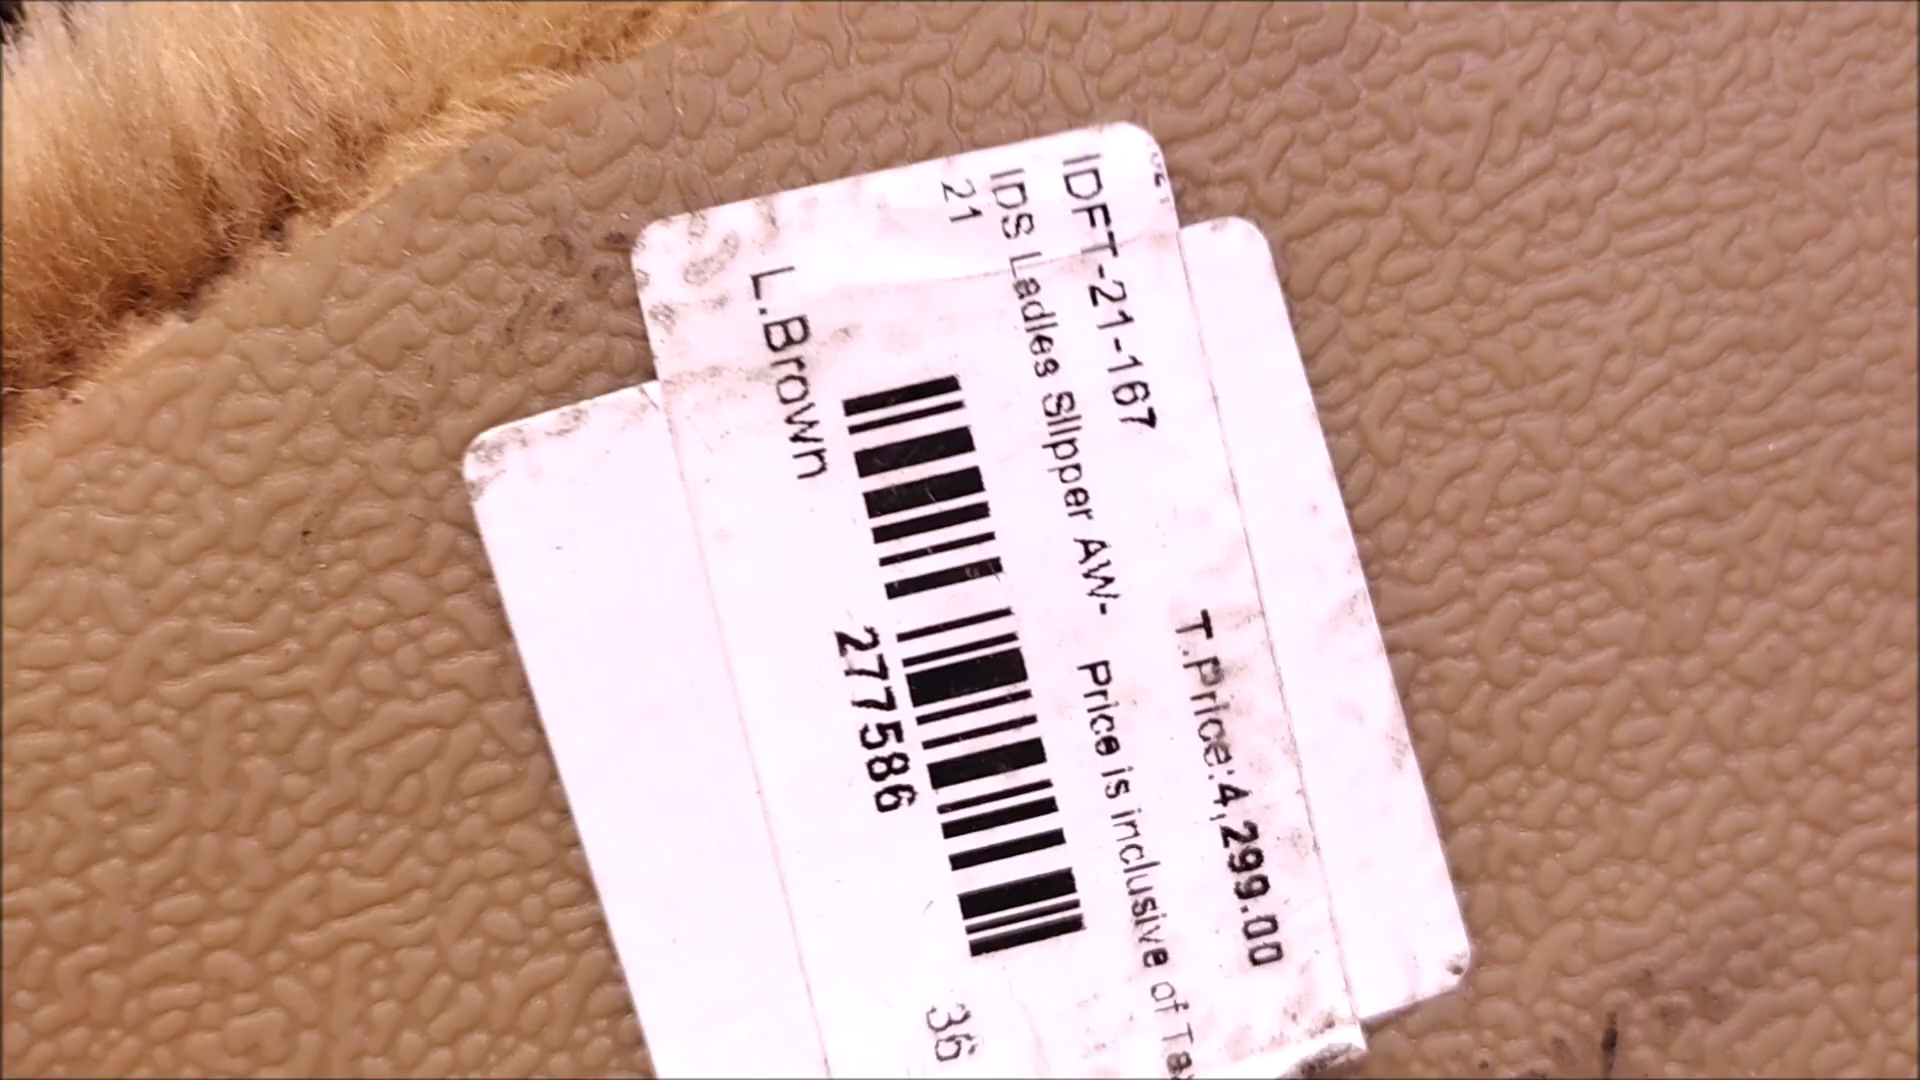 IDFT-21-167
T.Price:4,299.00
IDS Ladies Slipper AW- Price is inclusive of Tax
21
277586
L.Brown
36